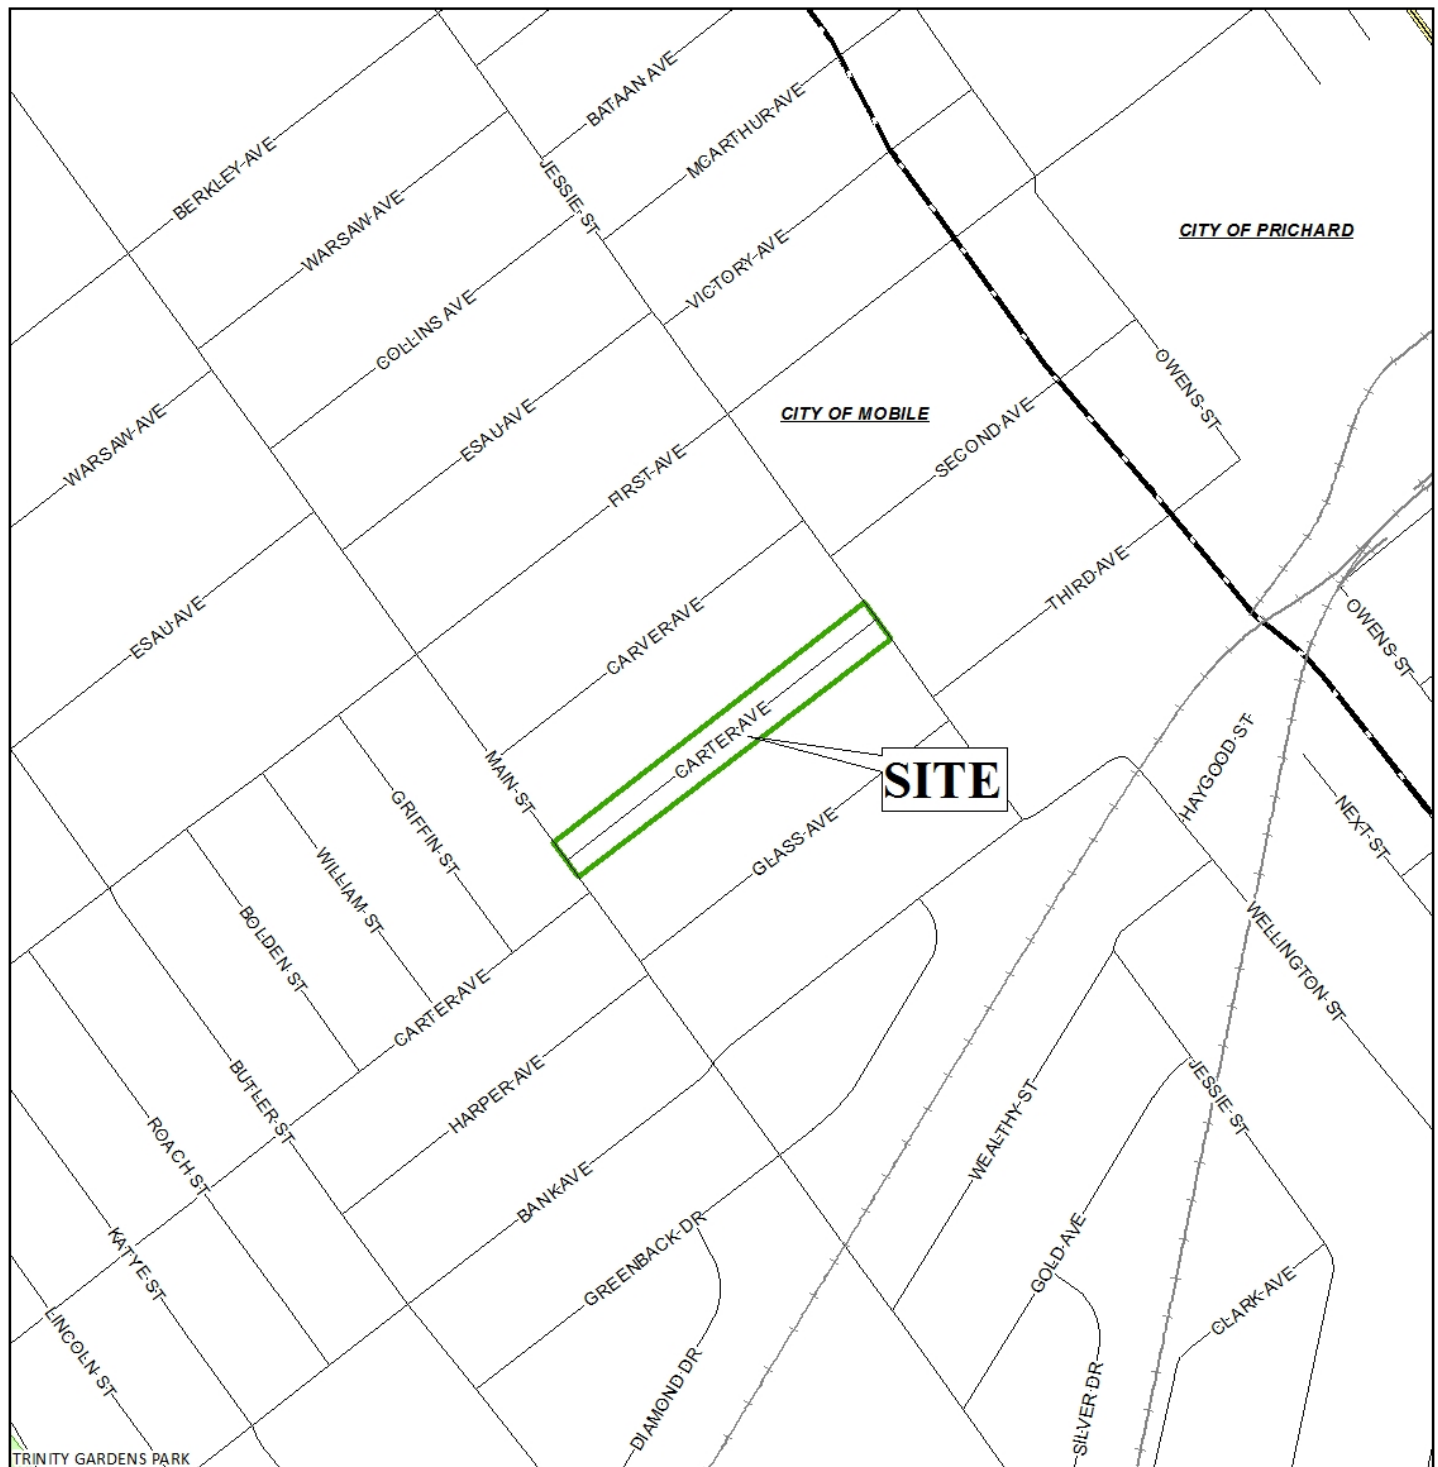 BATAAN AVE
MCARTHUR AVE
BERKLEY AVE
WARSAW AVE
JESSIE ST
CITY OF PRICHARD
VICTORY AVE
COLLINS AVE
OWENS ST
WARSAW AVE
ESAU AVE
CITY OF MOBILE
SECOND AVE
FIRST AVE
THIRD AVE
ESAU AVE
CARVER AVE
OWENS ST
CARTER AVE
MAIN ST
SITE
HAYGOOD ST
NEXT ST
GRIFFIN ST
GLASS AVE
WILLIAM ST
BOLDEN ST
WELLINGTON ST
CARTER AVE
BUTLER ST
HARPER AVE
JESSIE ST
WEALTHY ST
ROACH ST
BANK AVE
KATYE ST
GREENBACK DR
GOLD AVE
CLARK AVE
LINCOLN ST
DIAMOND DR
SILVER DR
TRINITY GARDENS PARK